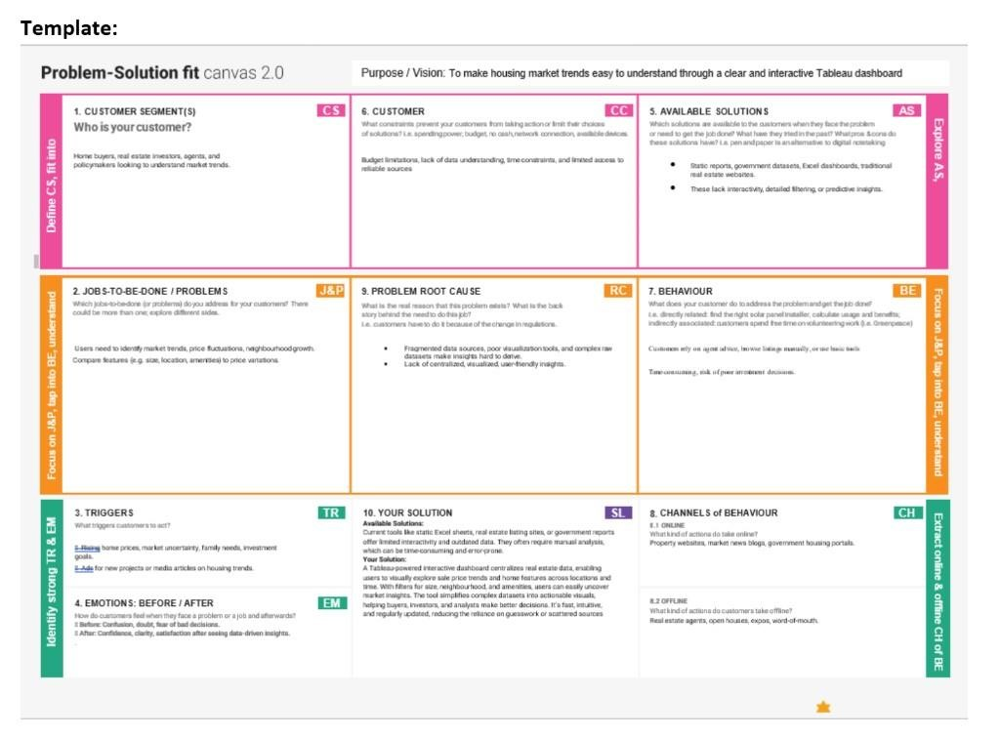 Template:
Problem-Solution fit canvas 2.0
Purpose / Vision: To make housing market trends easy to understand through a clear and interactive Tableau dashboard
Define CS, fit into
1. CUSTOMER SEGMENT(S)
CS
Who is your customer?
Home buyers, real estate investors, agents, and
policymakers looking to understand market trends.
6. CUSTOMER
CC
What constraints prevent your customers from taking action or limit their choices
of solutions? i.e. spending power, budget, no cash, network connection, available devices.
Budget limitations, lack of data understanding, time constraints, and limited access to
reliable sources
5. AVAILABLE SOLUTIONS
AS
Which solutions are available to the customers when they face the problem
or need to get the job done? What have they tried in the past? What pros & cons do
these solutions have? i.e. pen and paper is an alternative to digital notetaking
• Static reports, government datasets, Excel dashboards, traditional
real estate websites.
• These lack interactivity, detailed filtering, or predictive insights.
Explore AS,
Focus on J&P, tap into BE, understand
2. JOBS-TO-BE-DONE / PROBLEMS
J&P
Which jobs-to-be-done (or problems) do you address for your customers? There
could be more than one; explore different sides.
Users need to identify market trends, price fluctuations, neighbourhood growth.
Compare features (e.g. size, location, amenities) to price variations.
9. PROBLEM ROOT CAUSE
RC
What is the real reason that this problem exists? What is the back
story behind the need to do this job?
i.e. customers have to do it because of the change in regulations.
• Fragmented data sources, poor visualization tools, and complex raw
datasets make insights hard to derive.
• Lack of centralized, visualized, user-friendly insights.
7. BEHAVIOUR
BE
What does your customer do to address the problem and get the job done?
i.e. directly related: find the right solar panel installer, calculate usage and benefits;
indirectly associated: customers spend free time on volunteering work (i.e. Greenpeace)
Customers rely on agent advice, browse listings manually, or use basic tools
Time-consuming, risk of poor investment decisions.
Focus on J&P, tap into BE, understand
Identify strong TR & EM
3. TRIGGERS
TR
What triggers customers to act?
Rising home prices, market uncertainty, family needs, investment
goals.
Ads for new projects or media articles on housing trends.
4. EMOTIONS: BEFORE / AFTER
EM
How do customers feel when they face a problem or a job and afterwards?
Before: Confusion, doubt, fear of bad decisions.
After: Confidence, clarity, satisfaction after seeing data-driven insights.
.
10. YOUR SOLUTION
SL
Available Solutions:
Current tools like static Excel sheets, real estate listing sites, or government reports
offer limited interactivity and outdated data. They often require manual analysis,
which can be time-consuming and error-prone.
Your Solution:
A Tableau-powered interactive dashboard centralizes real estate data, enabling
users to visually explore sale price trends and home features across locations and
time. With filters for size, neighbourhood, and amenities, users can easily uncover
market insights. The tool simplifies complex datasets into actionable visuals,
helping buyers, investors, and analysts make better decisions. It's fast, intuitive,
and regularly updated, reducing the reliance on guesswork or scattered sources
8. CHANNELS of BEHAVIOUR
CH
8.1 ONLINE
What kind of actions do take online?
Property websites, market news blogs, government housing portals.
8.2 OFFLINE
What kind of actions do customers take offline?
Real estate agents, open houses, expos, word-of-mouth.
Extract online & offline CH of BE